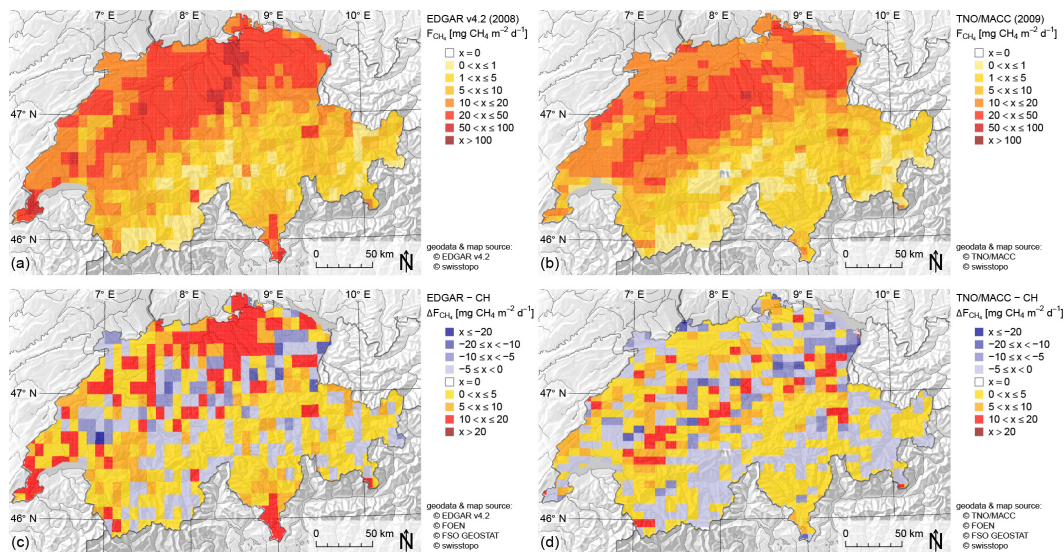 7° E 8° E 9° E 10° E
47° N
46° N
(a)
0 50 km
N
EDGAR v4.2 (2008)
F_CH₄ [mg CH₄ m⁻² d⁻¹]
x = 0
0 < x ≤ 1
1 < x ≤ 5
5 < x ≤ 10
10 < x ≤ 20
20 < x ≤ 50
50 < x ≤ 100
x > 100
geodata & map source:
© EDGAR v4.2
© swisstopo
7° E 8° E 9° E 10° E
47° N
46° N
(b)
0 50 km
N
TNO/MACC (2009)
F_CH₄ [mg CH₄ m⁻² d⁻¹]
x = 0
0 < x ≤ 1
1 < x ≤ 5
5 < x ≤ 10
10 < x ≤ 20
20 < x ≤ 50
50 < x ≤ 100
x > 100
geodata & map source:
© TNO/MACC
© swisstopo
7° E 8° E 9° E 10° E
47° N
46° N
(c)
0 50 km
N
EDGAR – CH
ΔF_CH₄ [mg CH₄ m⁻² d⁻¹]
x ≤ −20
−20 ≤ x < −10
−10 ≤ x < −5
−5 ≤ x < 0
x = 0
0 < x ≤ 5
5 < x ≤ 10
10 < x ≤ 20
x > 20
geodata & map source:
© EDGAR v4.2
© FOEN
© FSO GEOSTAT
© swisstopo
7° E 8° E 9° E 10° E
47° N
46° N
(d)
0 50 km
N
TNO/MACC – CH
ΔF_CH₄ [mg CH₄ m⁻² d⁻¹]
x ≤ −20
−20 ≤ x < −10
−10 ≤ x < −5
−5 ≤ x < 0
x = 0
0 < x ≤ 5
5 < x ≤ 10
10 < x ≤ 20
x > 20
geodata & map source:
© TNO/MACC
© FOEN
© FSO GEOSTAT
© swisstopo